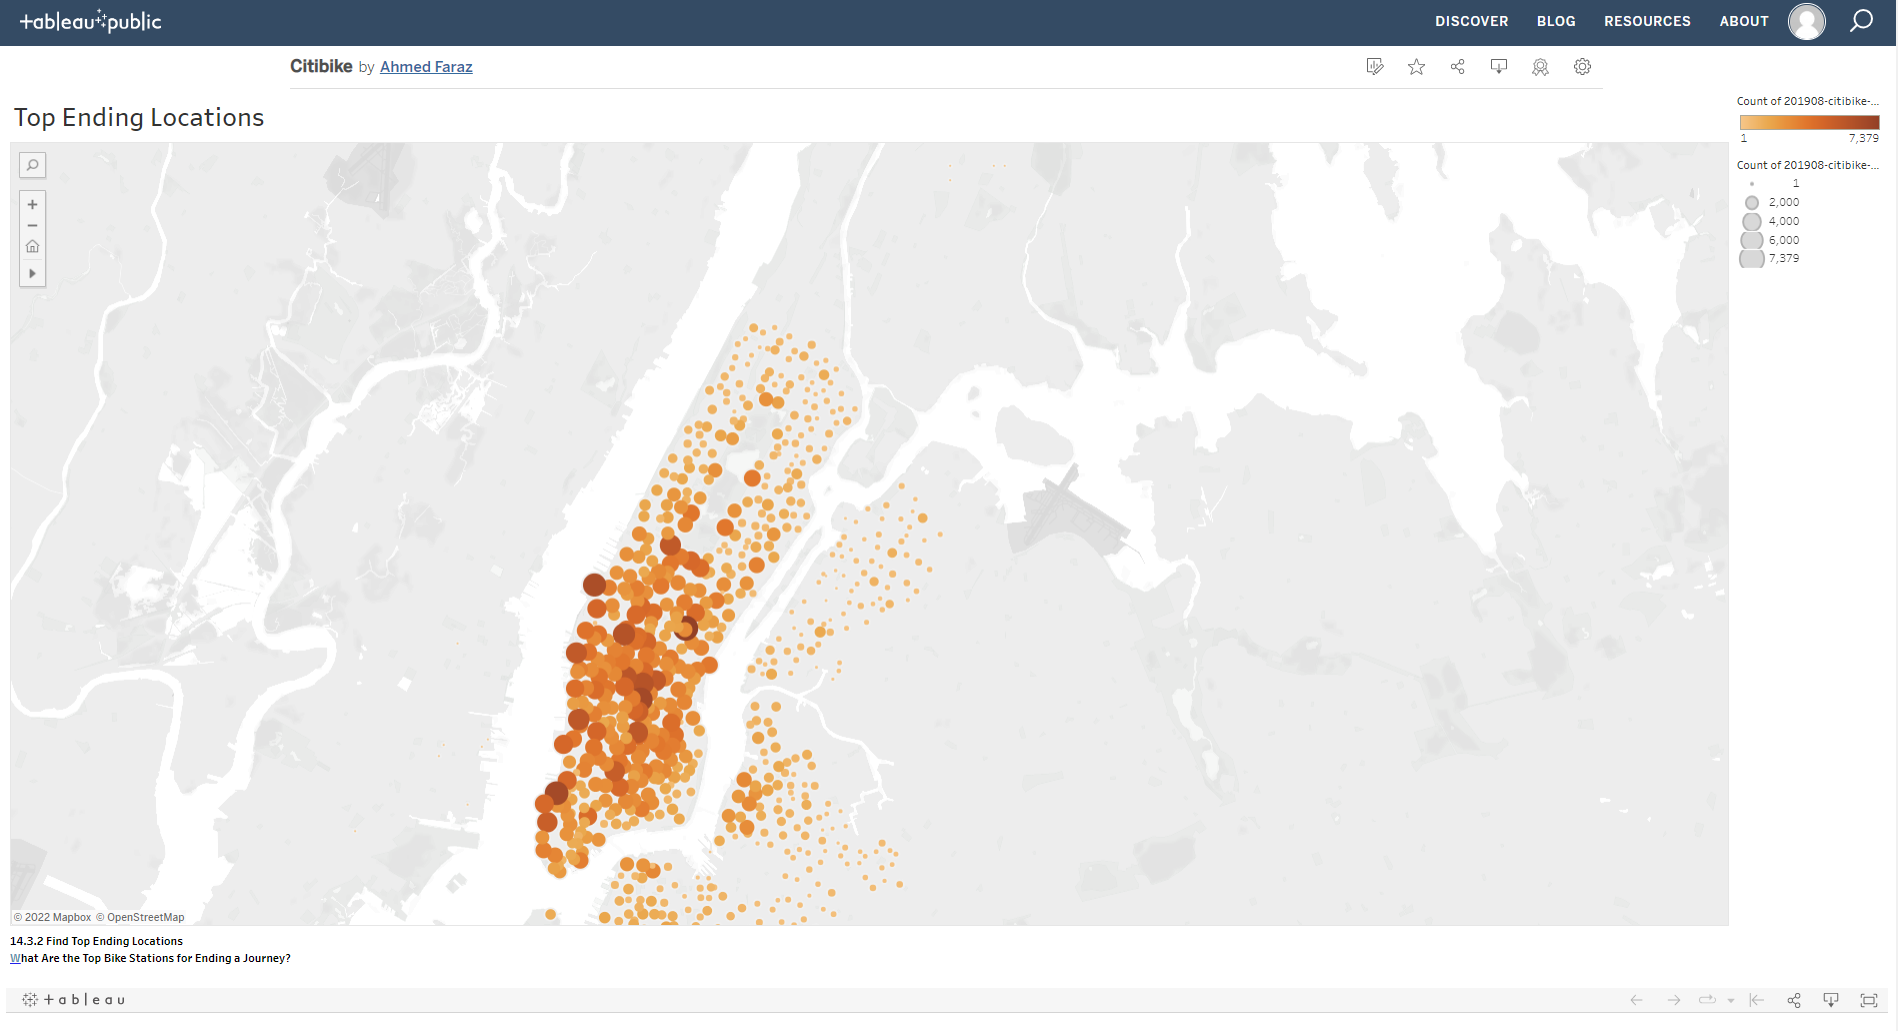 +ableau public
DISCOVER BLOG RESOURCES ABOUT
Citibike by Ahmed Faraz
Top Ending Locations
Count of 201908-citibike-...
1 7,379
Count of 201908-citibike-...
1
2,000
4,000
6,000
7,379
© 2022 Mapbox © OpenStreetMap
14.3.2 Find Top Ending Locations
What Are the Top Bike Stations for Ending a Journey?
+ableau